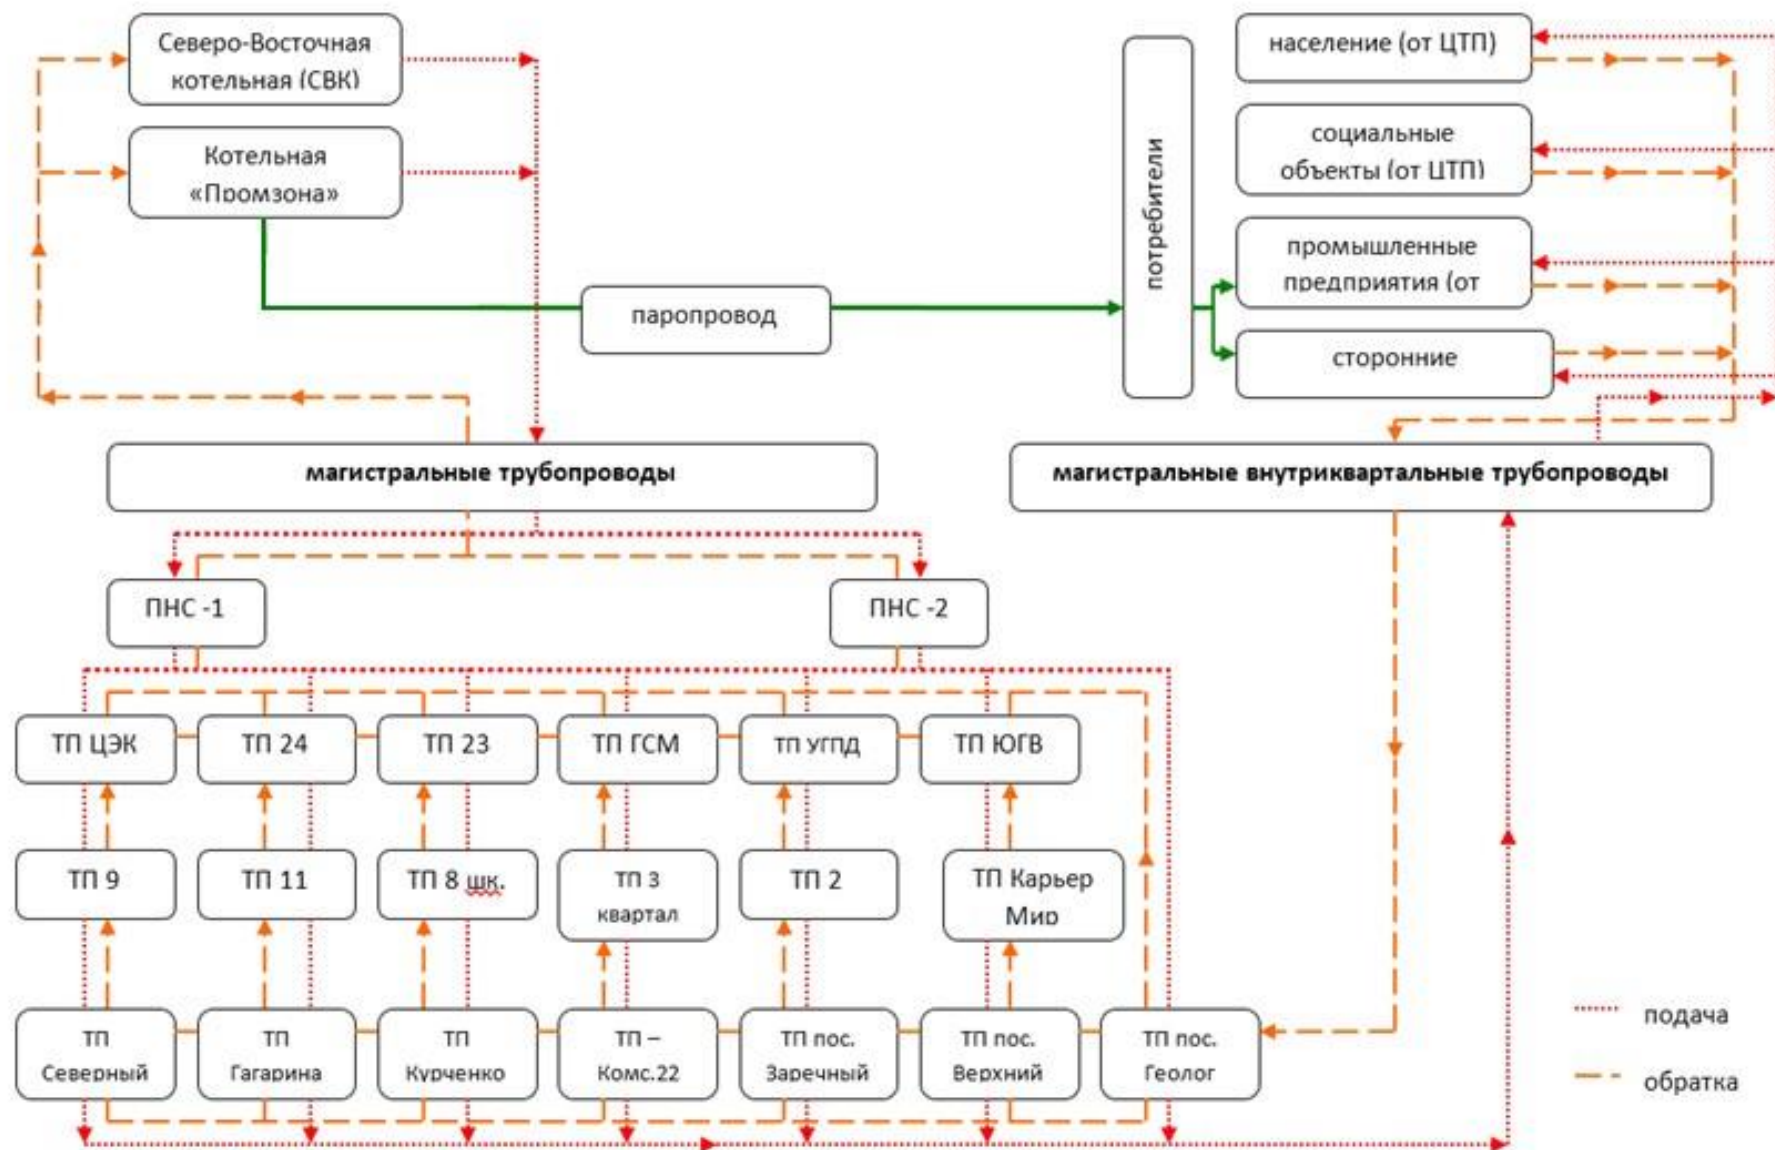 Северо-Восточная
котельная (СВК)
Котельная
«Промзона»
паропровод
потребители
население (от ЦТП)
социальные
объекты (от ЦТП)
промышленные
предприятия (от
сторонние
магистральные трубопроводы
магистральные внутриквартальные трубопроводы
ПНС -1
ПНС -2
ТП ЦЭК
ТП 24
ТП 23
ТП ГСМ
ТП УГПД
ТП ЮГВ
ТП 9
ТП 11
ТП 8 шк.
ТП 3
квартал
ТП 2
ТП Карьер
Мир
ТП
Северный
ТП
Гагарина
ТП
Курченко
ТП –
Комс.22
ТП пос.
Заречный
ТП пос.
Верхний
ТП пос.
Геолог
подача
обратка